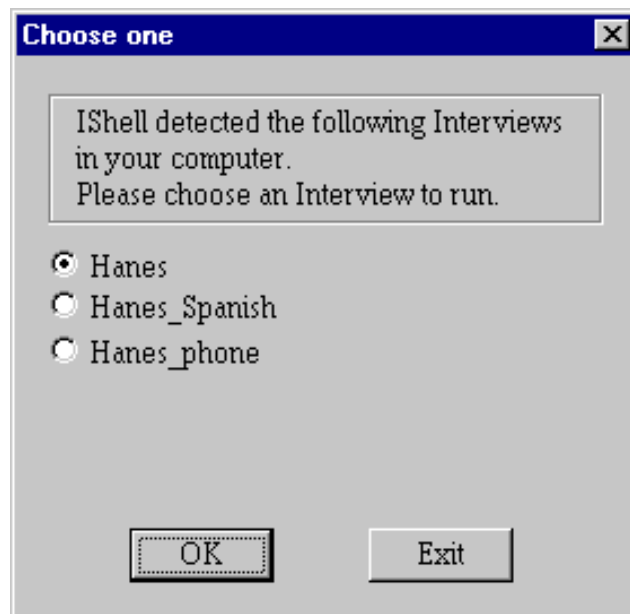 Choose one
IShell detected the following Interviews
in your computer.
Please choose an Interview to run.
Hanes
Hanes_Spanish
Hanes_phone
OK
Exit